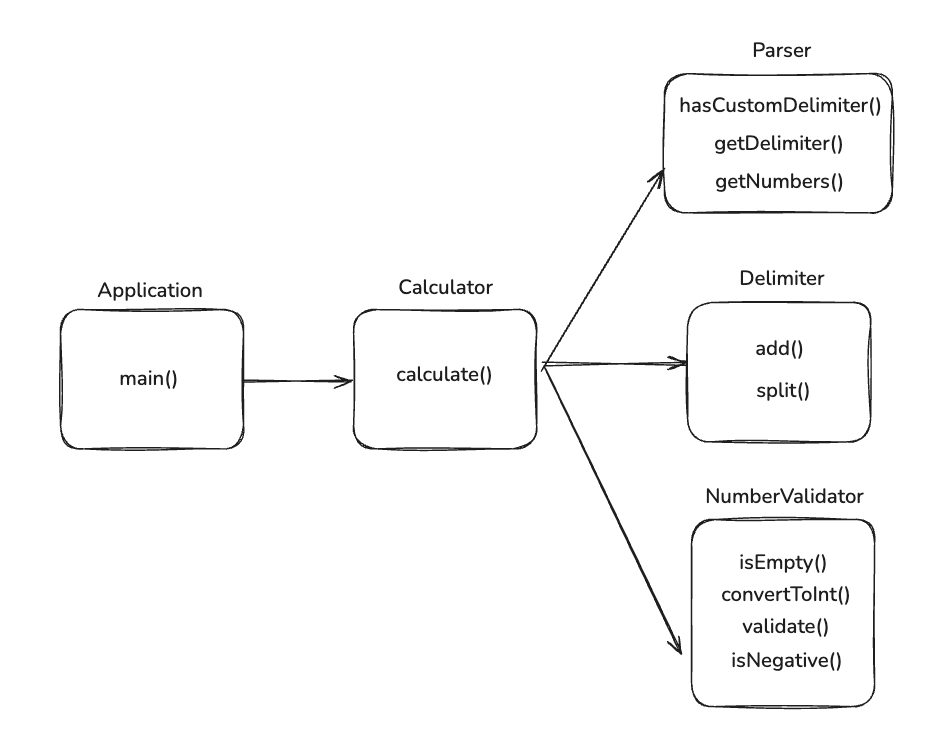 Application
main()
Calculator
calculate()
Parser
hasCustomDelimiter()
getDelimiter()
getNumbers()
Delimiter
add()
split()
NumberValidator
isEmpty()
convertToInt()
validate()
isNegative()